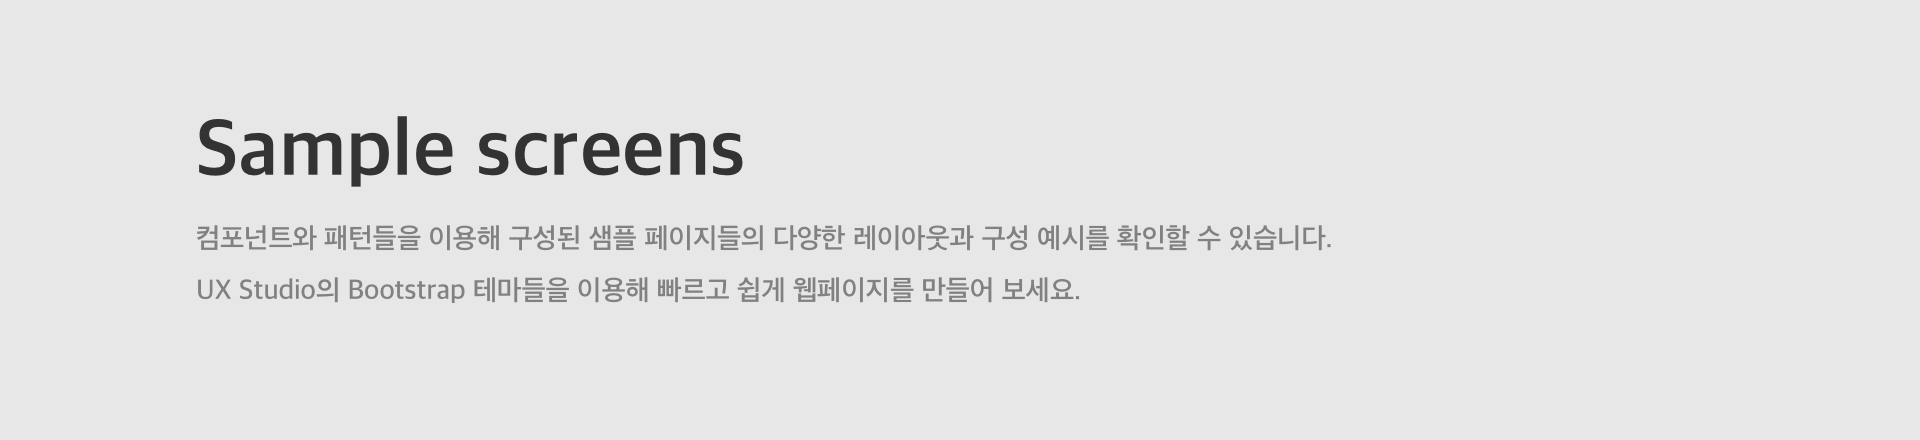 Sample screens
컴포넌트와 패턴들을 이용해 구성된 샘플 페이지들의 다양한 레이아웃과 구성 예시를 확인할 수 있습니다.
UX Studio의 Bootstrap 테마들을 이용해 빠르고 쉽게 웹페이지를 만들어 보세요.